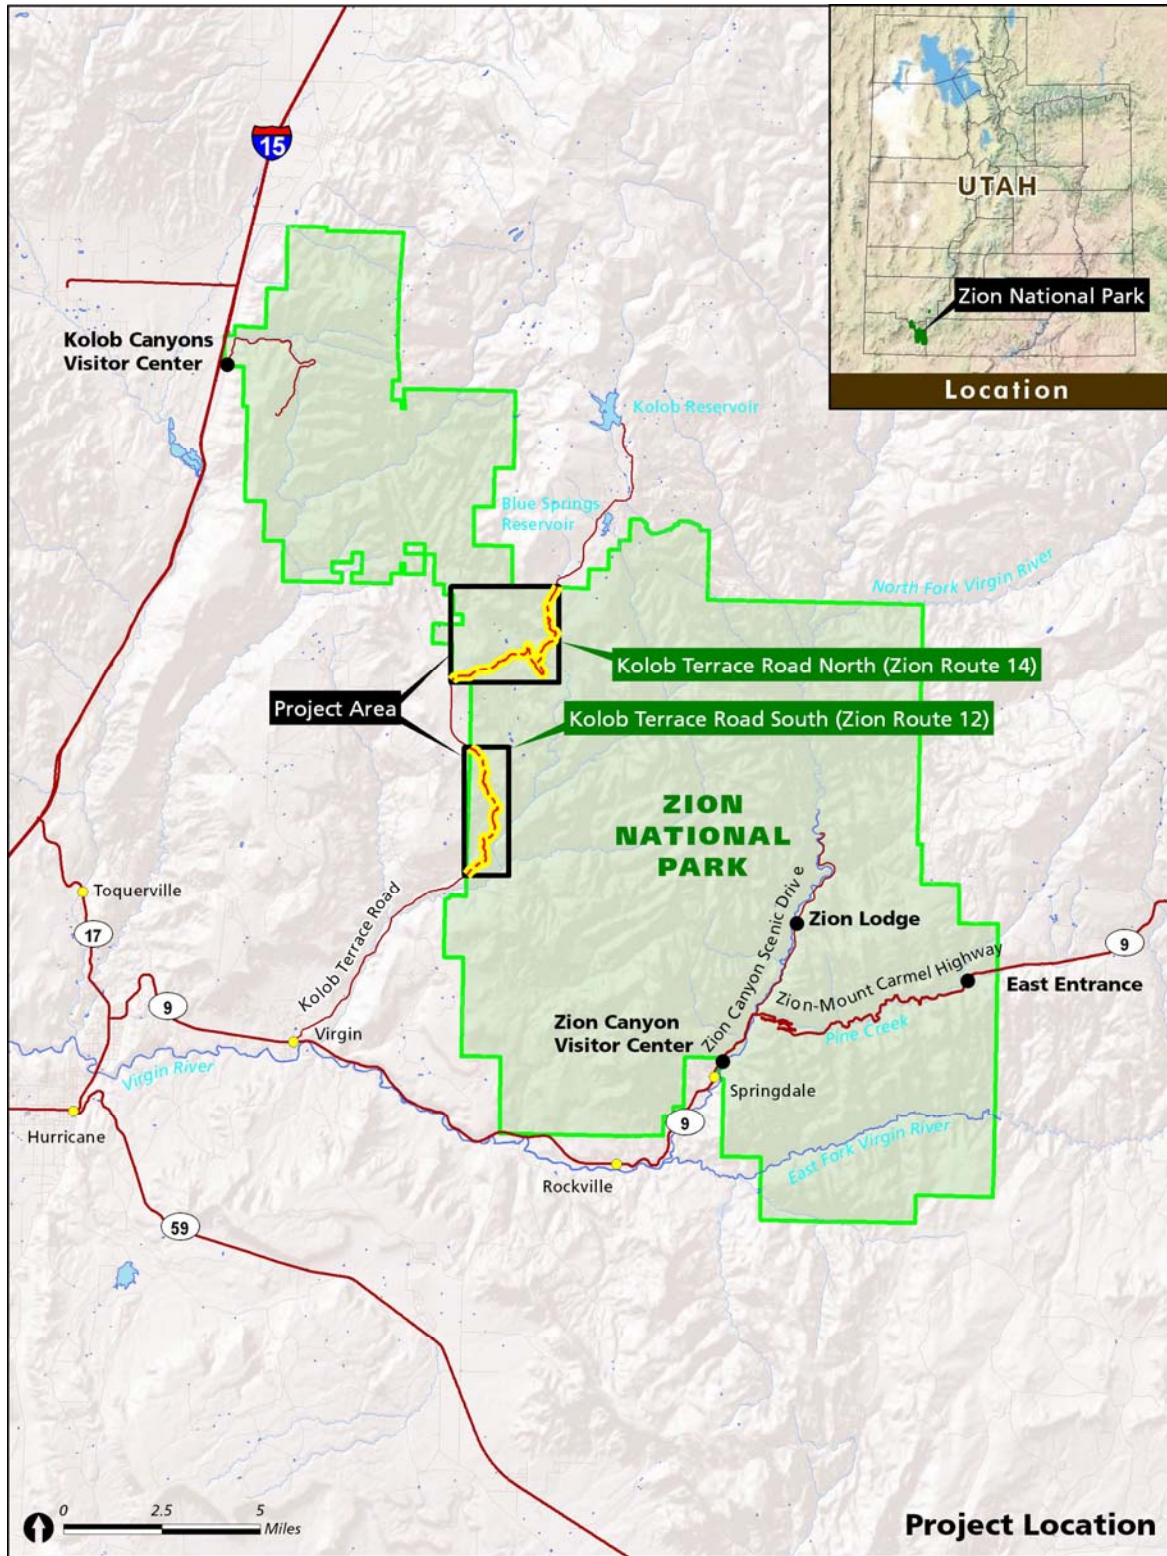 15
UTAH
Zion National Park
Location
Kolob Canyons
Visitor Center
Kolob Reservoir
Blue Springs
Reservoir
North Fork Virgin River
Kolob Terrace Road North (Zion Route 14)
Project Area
Kolob Terrace Road South (Zion Route 12)
ZION
NATIONAL
PARK
Toquerville
17
Kolob Terrace Road
Zion Canyon Scenic Drive
Zion Lodge
9
Zion-Mount Carmel Highway
East Entrance
9
Virgin
Zion Canyon
Visitor Center
Pine Creek
Virgin River
Springdale
Hurricane
9
East Fork Virgin River
Rockville
59
0 2.5 5
Miles
Project Location